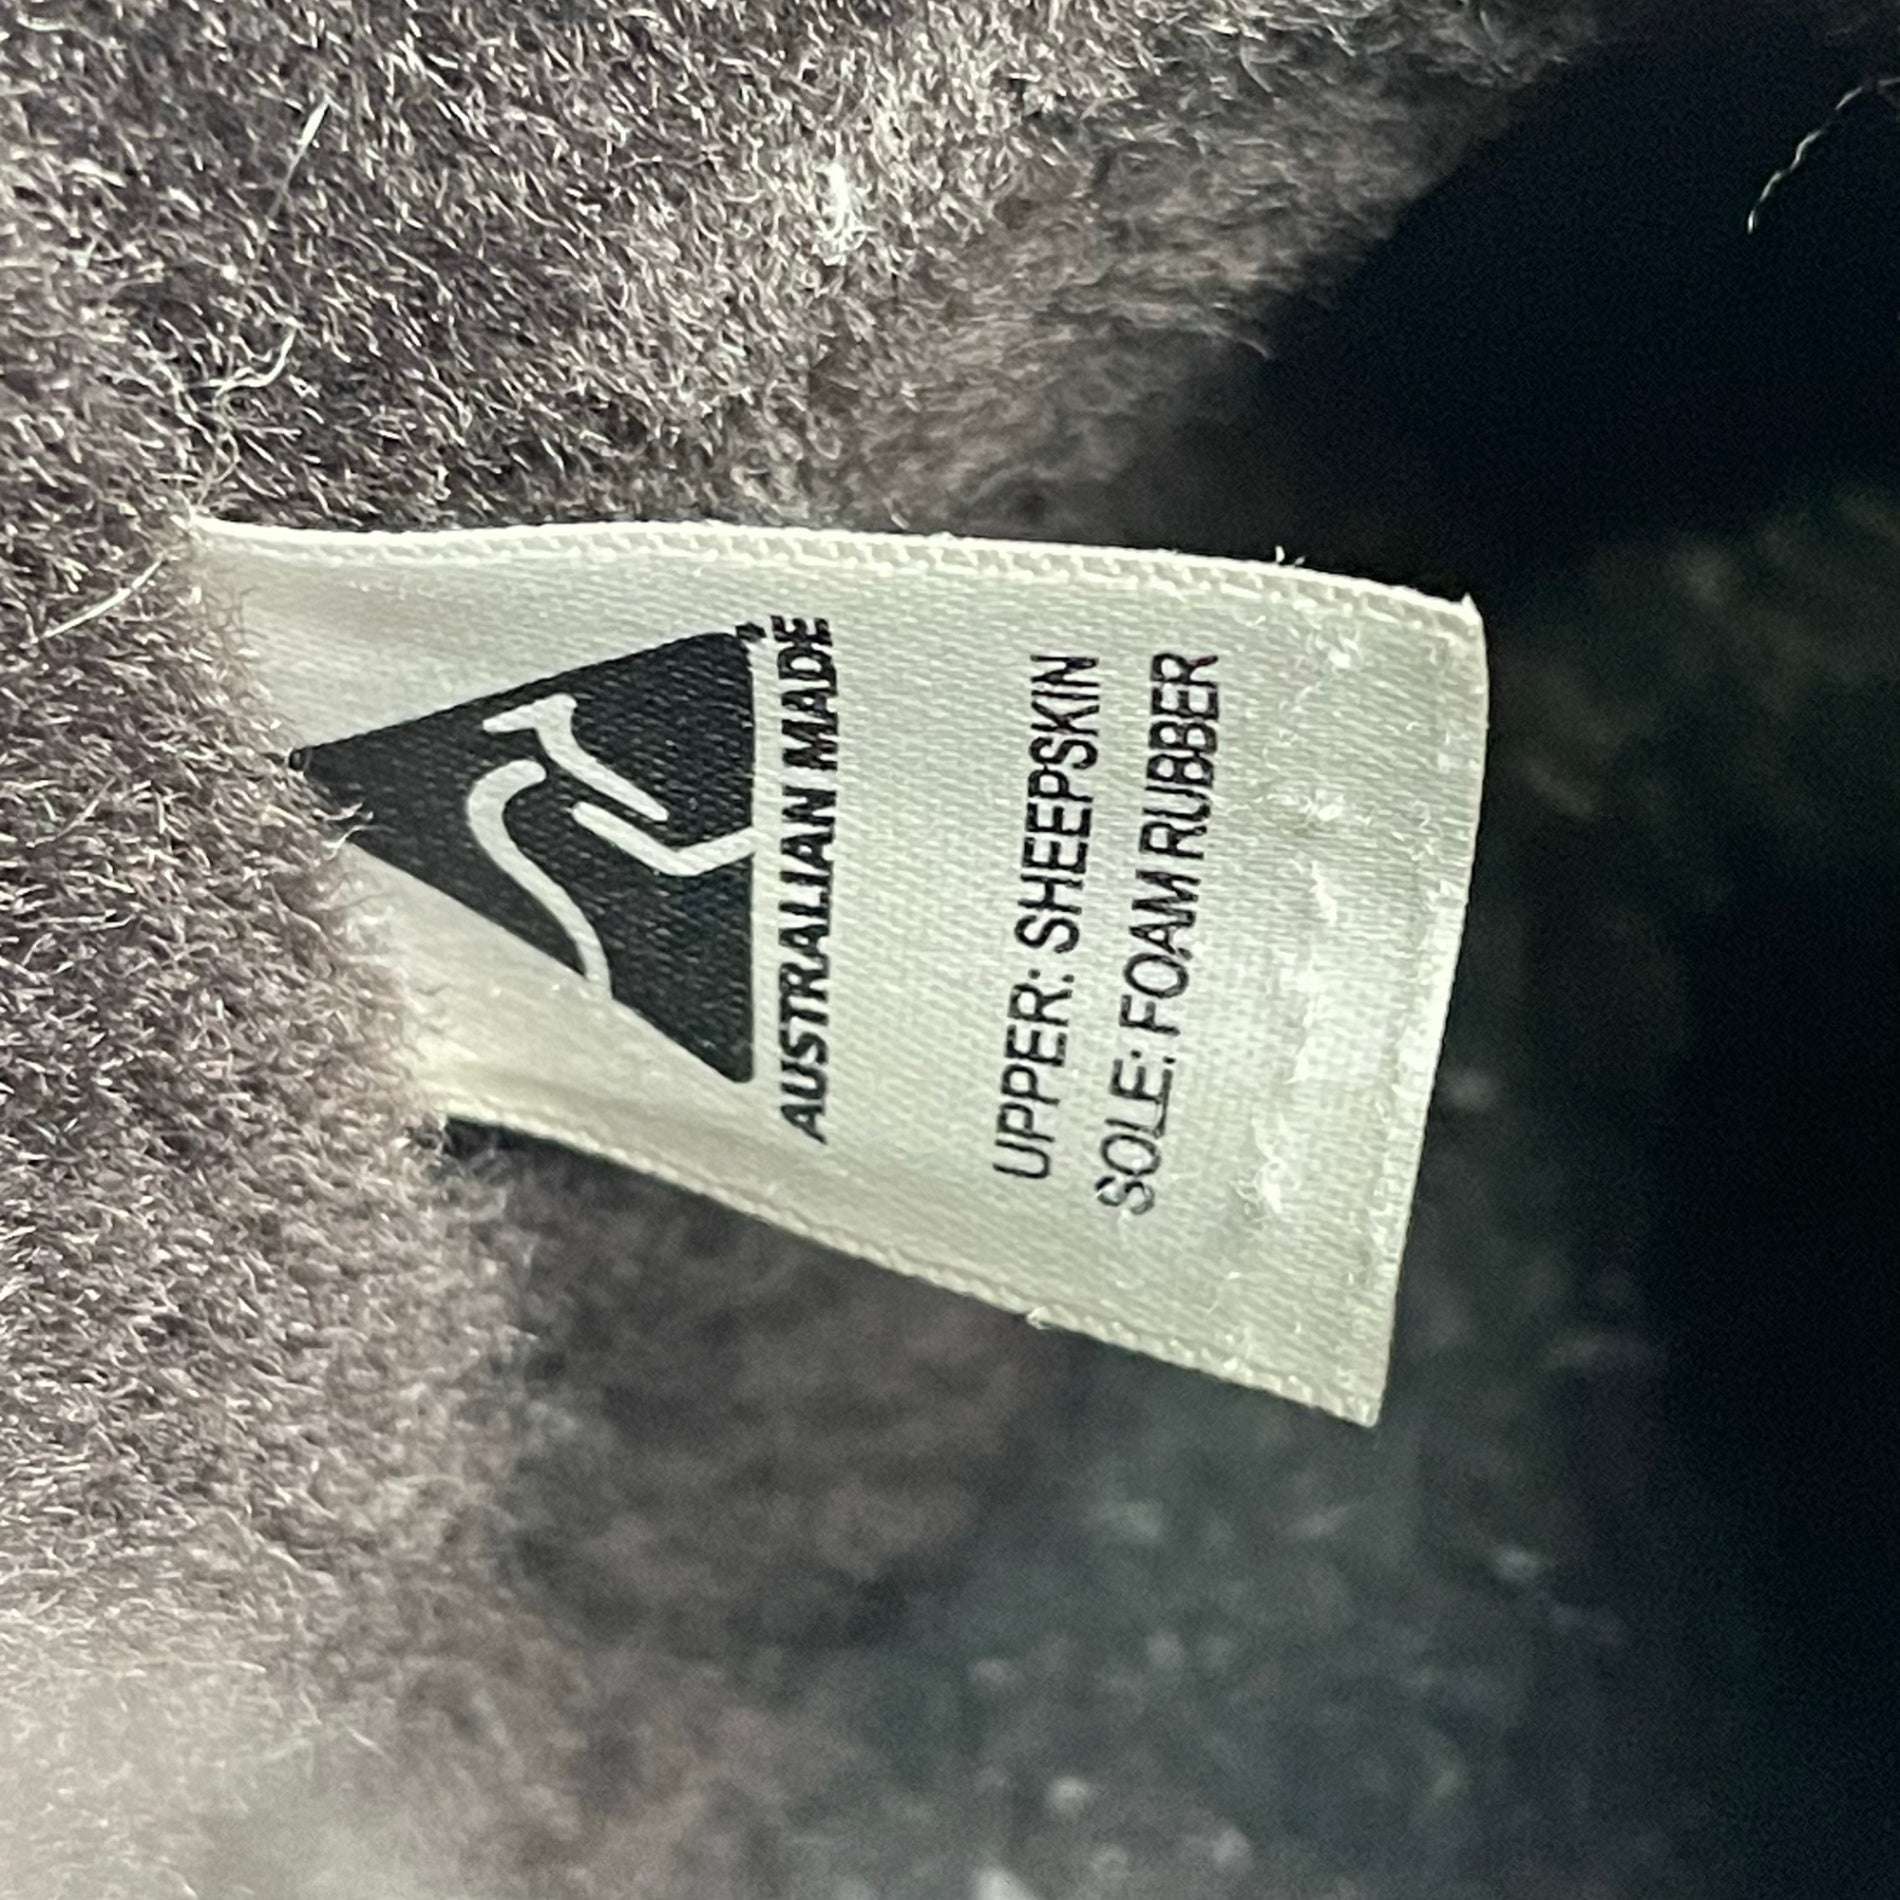 AUSTRALIAN MADE
UPPER: SHEEPSKIN
SOLE: FOAM RUBBER